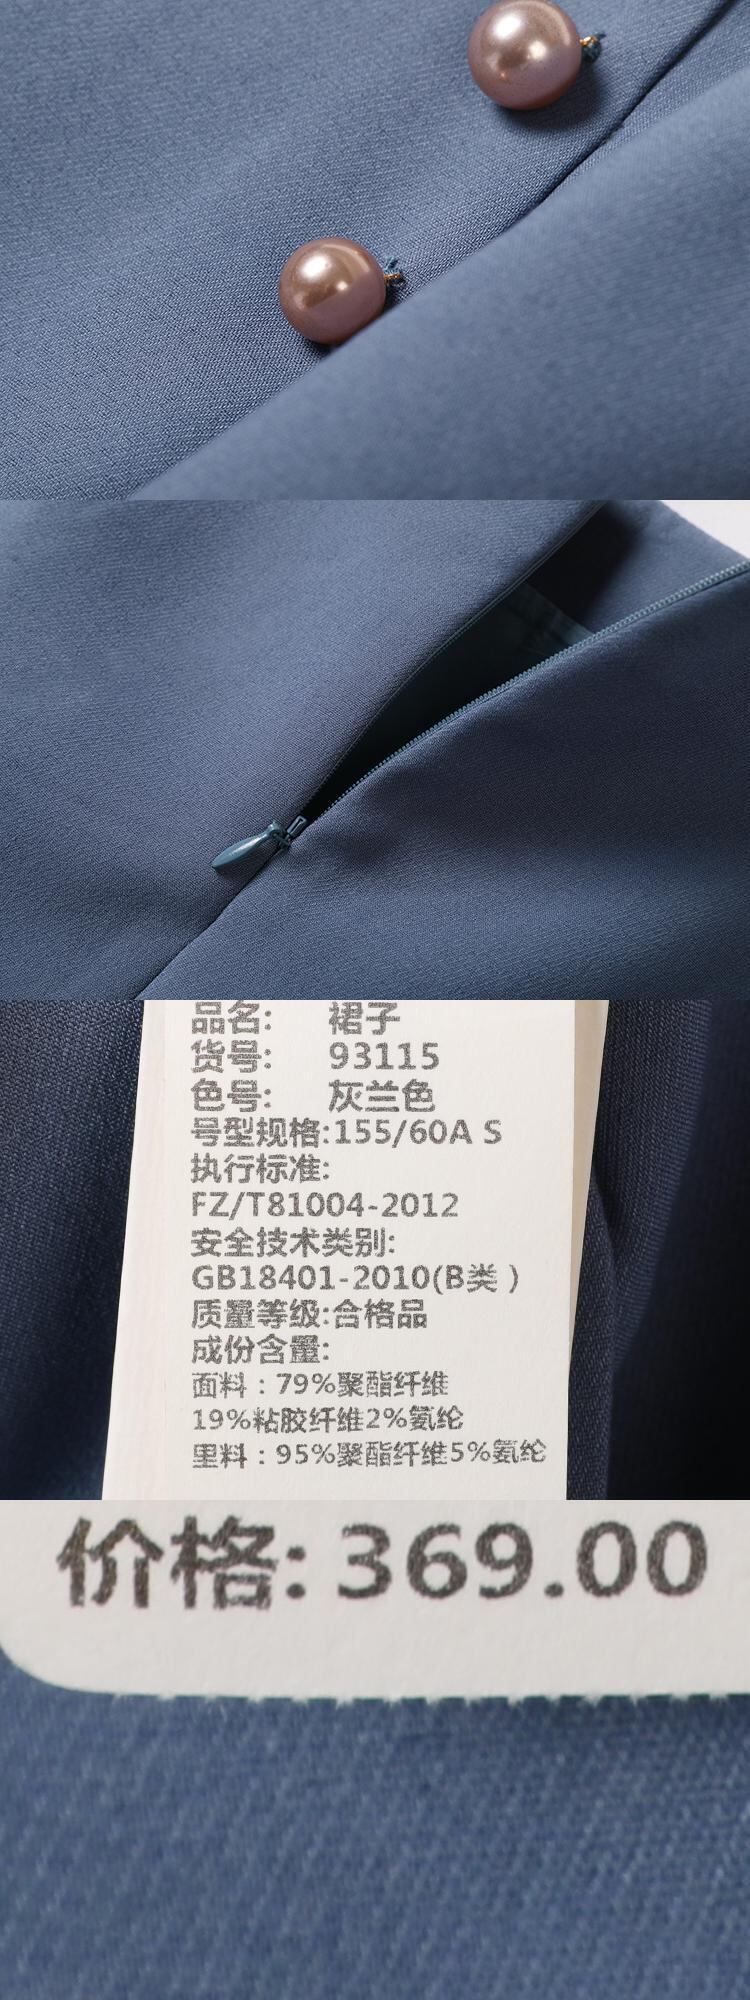 品名: 裙子
货号: 93115
色号: 灰兰色
号型规格:155/60A S
执行标准:
FZ/T81004-2012
安全技术类别:
GB18401-2010(B类)
质量等级:合格品
成份含量:
面料：79%聚酯纤维
19%粘胶纤维2%氨纶
里料：95%聚酯纤维5%氨纶
价格: 369.00